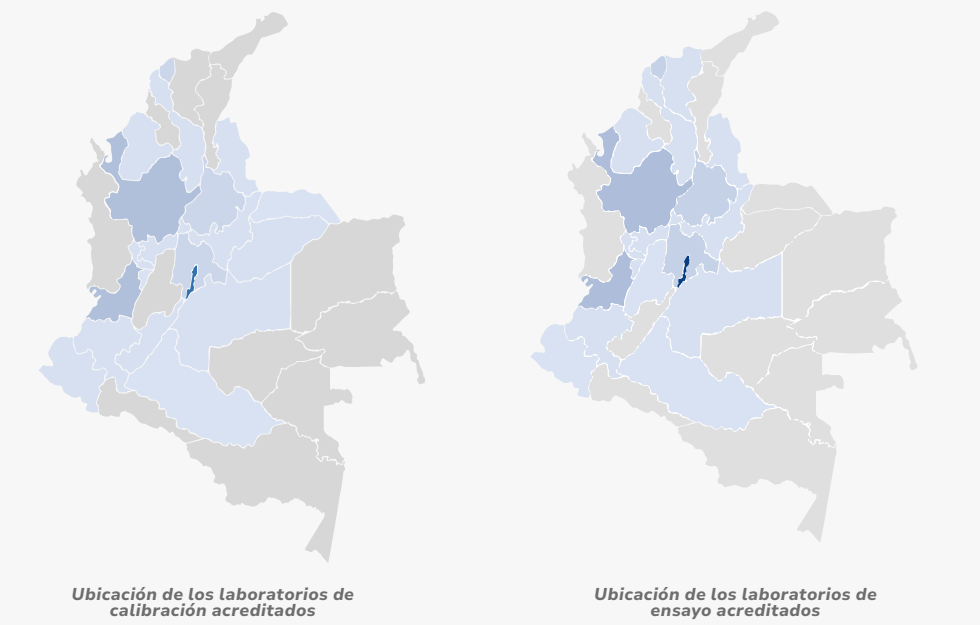 Ubicación de los laboratorios de
calibración acreditados
Ubicación de los laboratorios de
ensayo acreditados